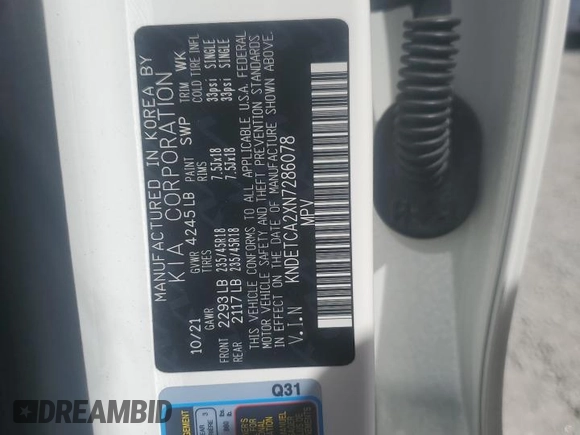 MANUFACTURED IN KOREA BY
KIA CORPORATION
10/21 GVWR 4245LB PAINT SWP TRIM WK
GAWR TIRES RIMS COLD TIRE INFL
FRONT 2293LB 235/45R18 7.5Jx18 33psi SINGLE
REAR 2117LB 235/45R18 7.5Jx18 33psi SINGLE
THIS VEHICLE CONFORMS TO ALL APPLICABLE U.S.A. FEDERAL
MOTOR VEHICLE SAFETY AND THEFT PREVENTION STANDARDS
IN EFFECT ON THE DATE OF MANUFACTURE SHOWN ABOVE.
V.I.N KNDETCA2XN7286078
MPV
Q31
DREAMBID